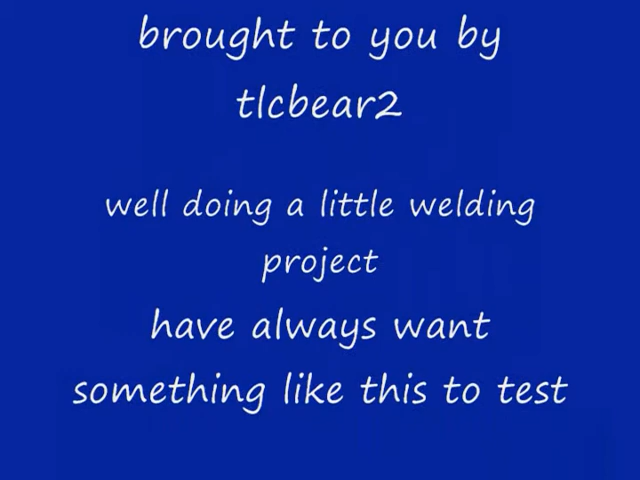 brought to you by
tlcbear2
well doing a little welding
project
have always want
something like this to test